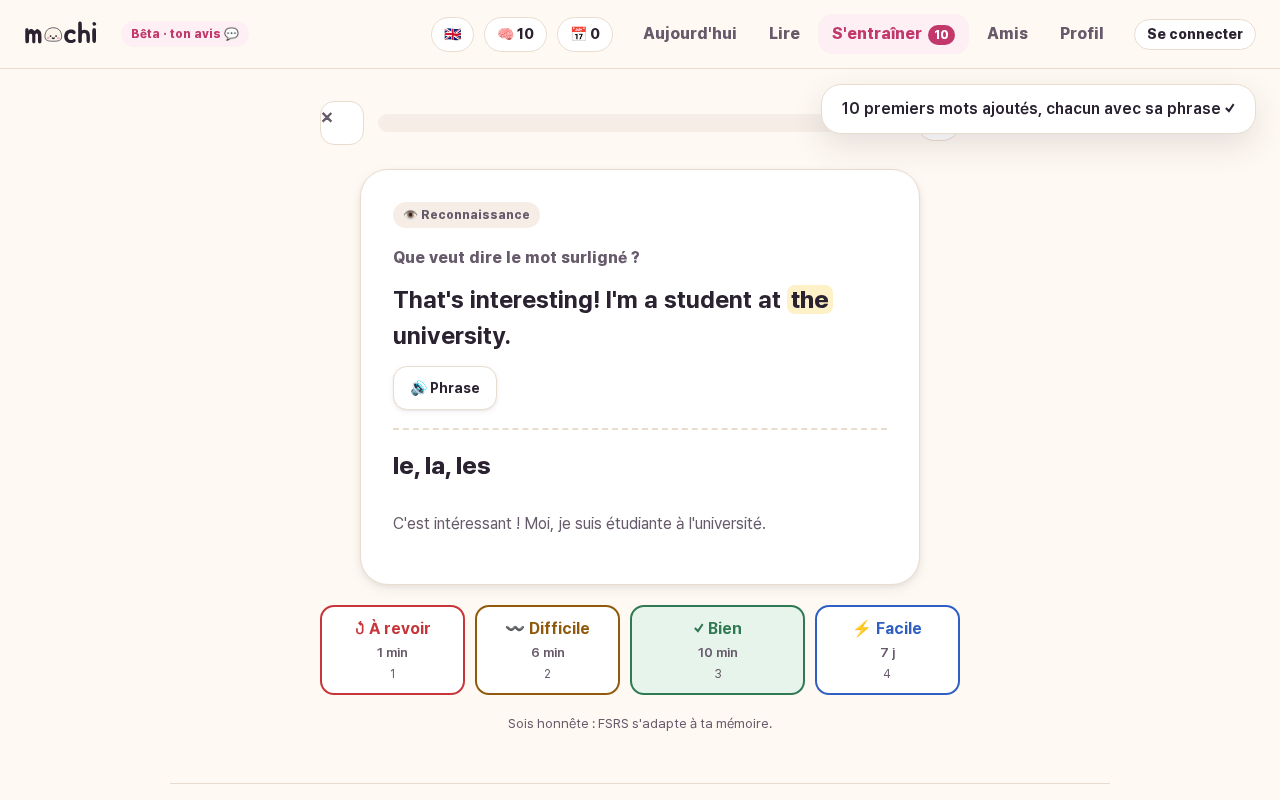 mochi
Bêta · ton avis 💬
🇬🇧
🧠 10
📅 0
Aujourd'hui
Lire
S'entraîner 10
Amis
Profil
Se connecter
×
10 premiers mots ajoutés, chacun avec sa phrase ✓
👁 Reconnaissance
Que veut dire le mot surligné ?
That's interesting! I'm a student at the
university.
🔊 Phrase
le, la, les
C'est intéressant ! Moi, je suis étudiante à l'université.
À revoir
1 min
1
〰 Difficile
6 min
2
✓ Bien
10 min
3
⚡ Facile
7 j
4
Sois honnête : FSRS s'adapte à ta mémoire.